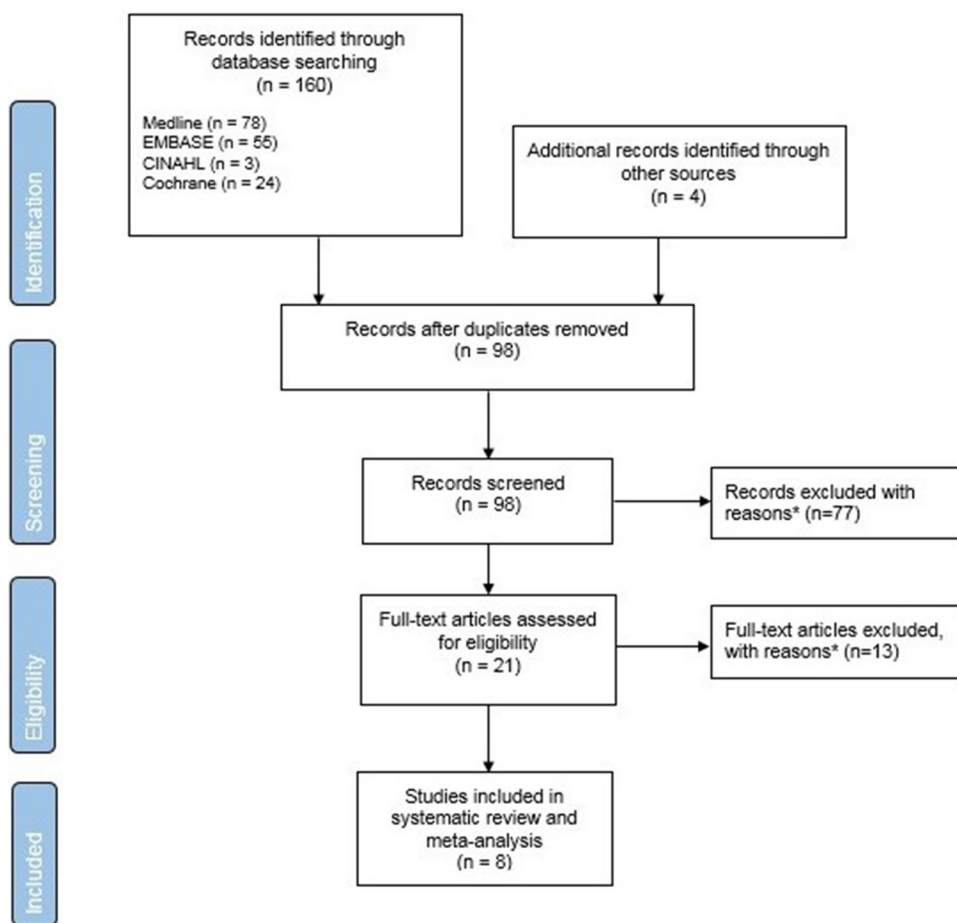 Records identified through
database searching
(n = 160)
Medline (n = 78)
EMBASE (n = 55)
CINAHL (n = 3)
Cochrane (n = 24)
Additional records identified through
other sources
(n = 4)
Identification
Records after duplicates removed
(n = 98)
Screening
Records screened
(n = 98)
Records excluded with
reasons* (n=77)
Eligibility
Full-text articles assessed
for eligibility
(n = 21)
Full-text articles excluded,
with reasons* (n=13)
Included
Studies included in
systematic review and
meta-analysis
(n = 8)